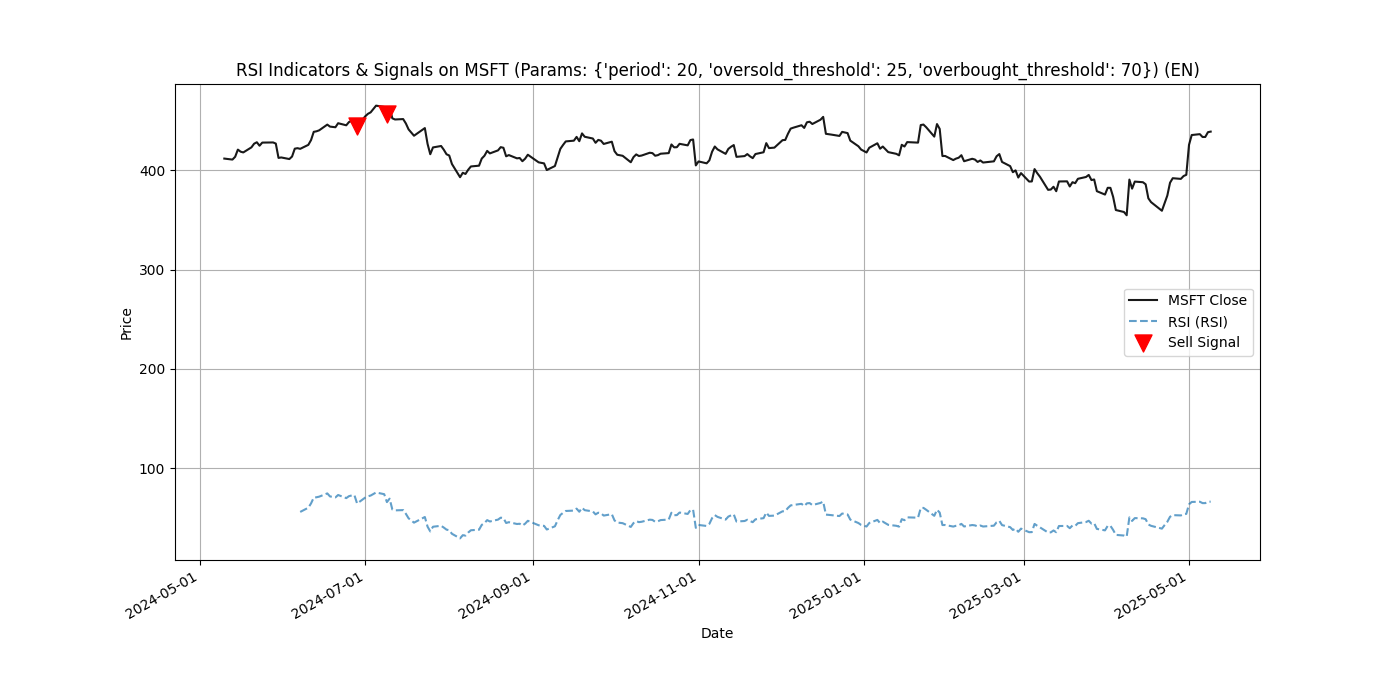 RSI Indicators & Signals on MSFT (Params: {'period': 20, 'oversold_threshold': 25, 'overbought_threshold': 70}) (EN)
Price
400
300
200
100
MSFT Close
RSI (RSI)
Sell Signal
2024-05-01
2024-07-01
2024-09-01
2024-11-01
2025-01-01
2025-03-01
2025-05-01
Date